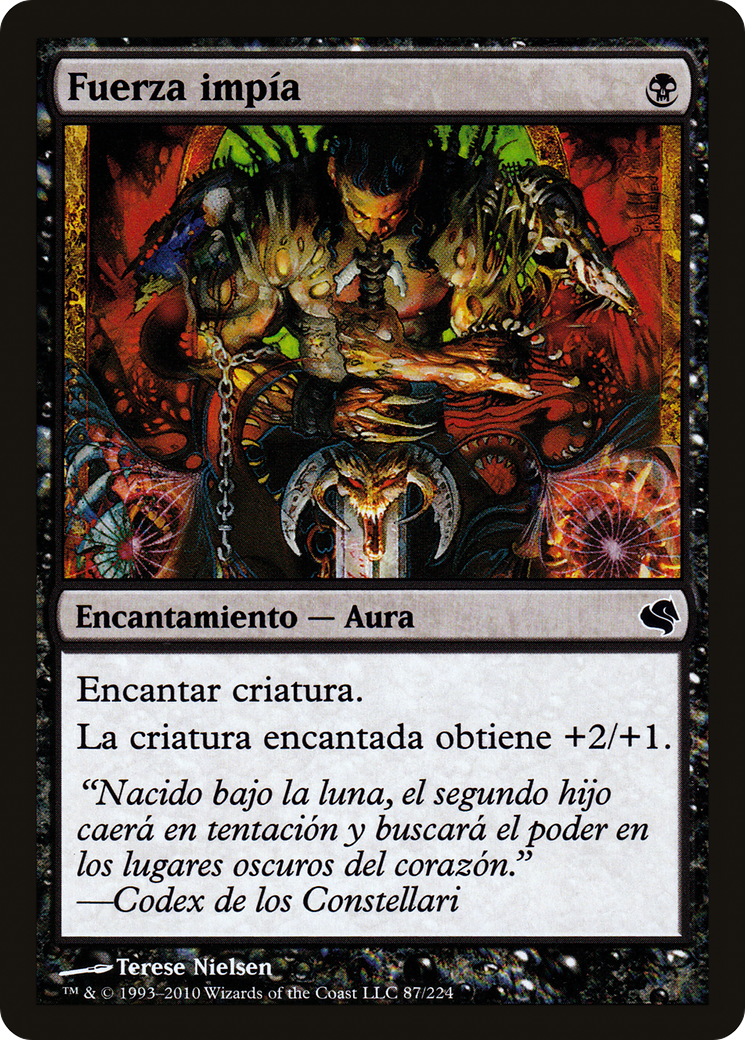 Fuerza impía
Encantamiento — Aura
Encantar criatura.
La criatura encantada obtiene +2/+1.
“Nacido bajo la luna, el segundo hijo
caerá en tentación y buscará el poder en
los lugares oscuros del corazón.”
—Codex de los Constellari
Terese Nielsen
™ & © 1993–2010 Wizards of the Coast LLC 87/224